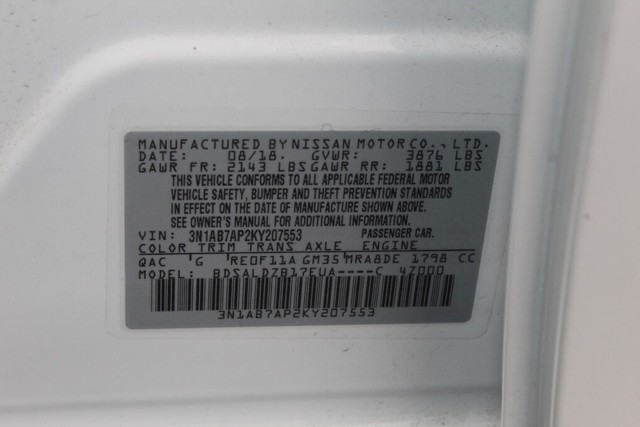 MANUFACTURED BY NISSAN MOTOR CO., LTD.
DATE: 08/18. GVWR: 3876 LBS
GAWR FR: 2143 LBS GAWR RR: 1881 LBS
THIS VEHICLE CONFORMS TO ALL APPLICABLE FEDERAL MOTOR
VEHICLE SAFETY, BUMPER AND THEFT PREVENTION STANDARDS
IN EFFECT ON THE DATE OF MANUFACTURE SHOWN ABOVE.
SEE OWNER'S MANUAL FOR ADDITIONAL INFORMATION.
VIN: 3N1AB7AP2KY207553 PASSENGER CAR.
COLOR TRIM TRANS AXLE ENGINE
QAC G RE0F11A GM35 MRA8DE 1798 CC
MODEL: BDSALDZB17EUA----C 47000
3N1AB7AP2KY207553